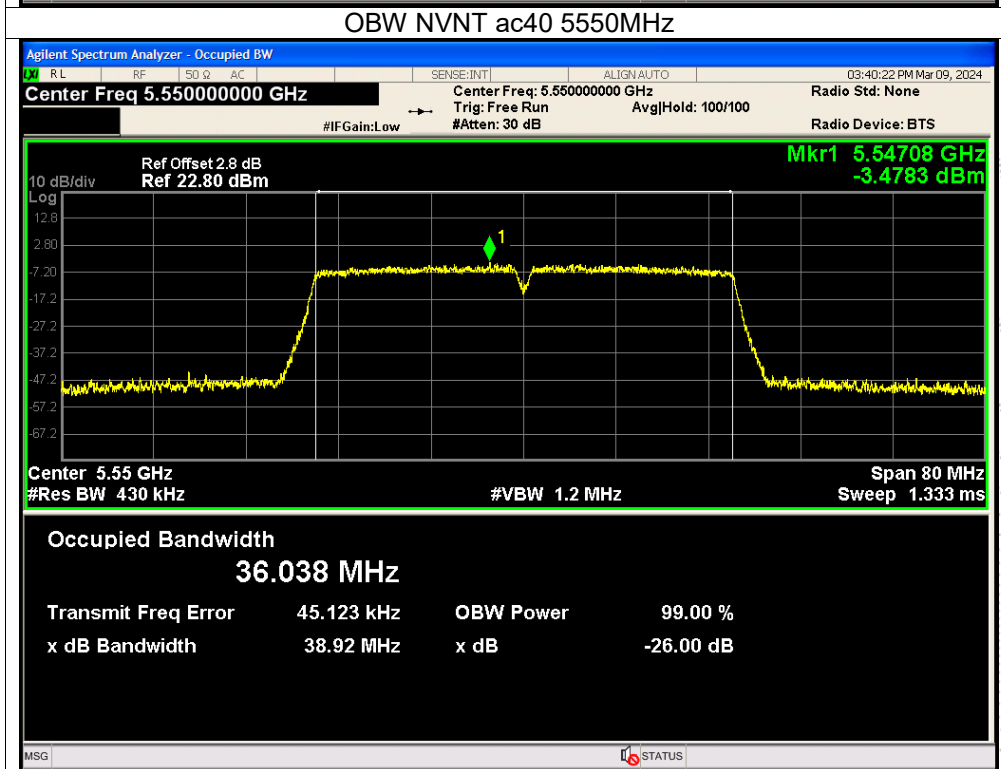 OBW NVNT ac40 5550MHz
Agilent Spectrum Analyzer - Occupied BW
LXI RL RF 50 Ω AC SENSE:INT ALIGN AUTO 03:40:22 PM Mar 09, 2024
Center Freq 5.550000000 GHz Center Freq: 5.550000000 GHz Radio Std: None
Trig: Free Run Avg|Hold: 100/100
#IFGain:Low #Atten: 30 dB Radio Device: BTS
Mkr1 5.54708 GHz
Ref Offset 2.8 dB
10 dB/div Ref 22.80 dBm -3.4783 dBm
Log
12.8
2.80
1
-7.20
-17.2
-27.2
-37.2
-47.2
-57.2
-67.2
Center 5.55 GHz Span 80 MHz
#Res BW 430 kHz #VBW 1.2 MHz Sweep 1.333 ms
Occupied Bandwidth
36.038 MHz
Transmit Freq Error 45.123 kHz OBW Power 99.00 %
x dB Bandwidth 38.92 MHz x dB -26.00 dB
MSG STATUS